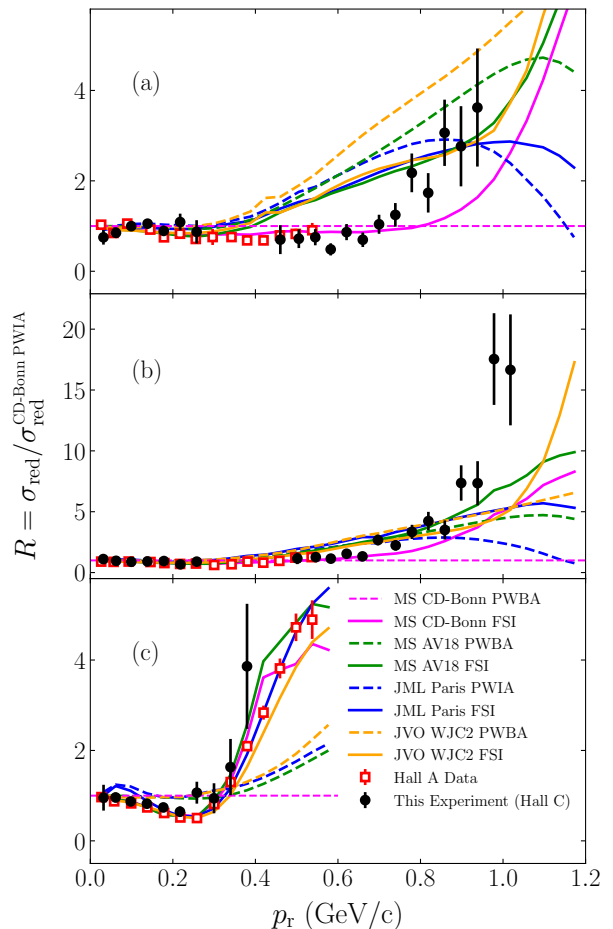 (a)
4
2
0
(b)
20
15
10
5
0
R = σred/σred^CD-Bonn PWIA
(c)
4
2
0
MS CD-Bonn PWBA
MS CD-Bonn FSI
MS AV18 PWBA
MS AV18 FSI
JML Paris PWIA
JML Paris FSI
JVO WJC2 PWBA
JVO WJC2 FSI
Hall A Data
This Experiment (Hall C)
0.0 0.2 0.4 0.6 0.8 1.0 1.2
pr (GeV/c)